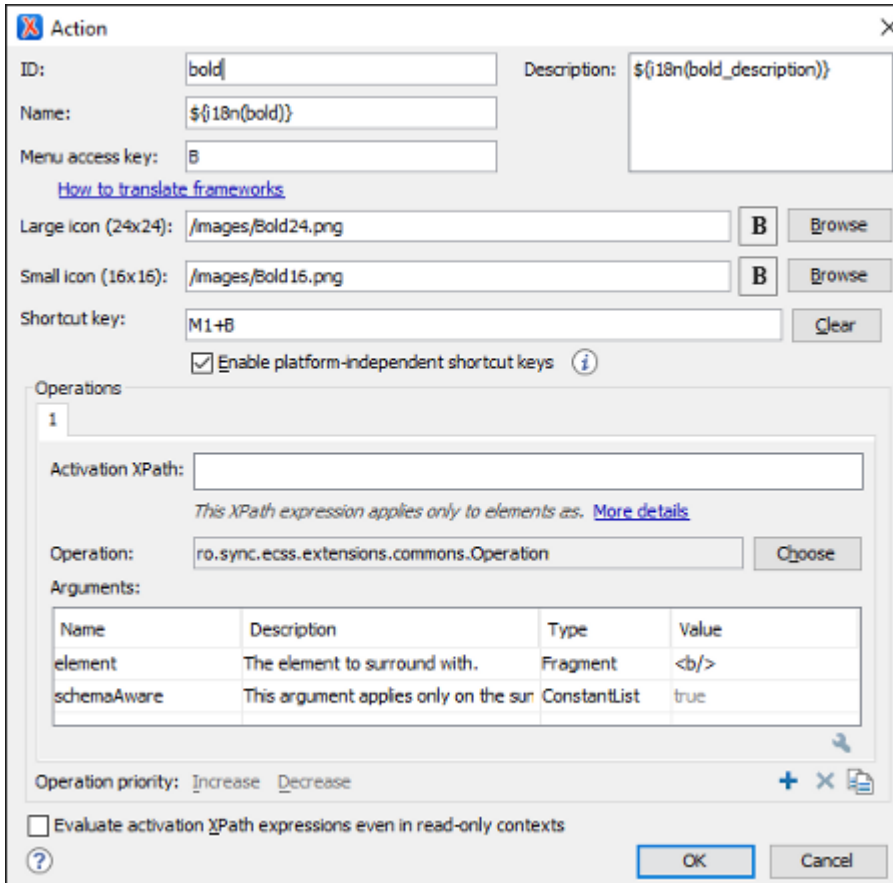 Action
ID: bold Description: ${i18n(bold_description)}
Name: ${i18n(bold)}
Menu access key: B
How to translate frameworks
Large icon (24x24): /images/Bold24.png B Browse
Small icon (16x16): /images/Bold16.png B Browse
Shortcut key: M1+B Clear
Enable platform-independent shortcut keys i
Operations
1
Activation XPath:
This XPath expression applies only to elements as. More details
Operation: ro.sync.ecss.extensions.commons.Operation Choose
Arguments:
Name Description Type Value
element The element to surround with. Fragment <b/>
schemaAware This argument applies only on the sur ConstantList true
Operation priority: Increase Decrease
Evaluate activation XPath expressions even in read-only contexts
? OK Cancel